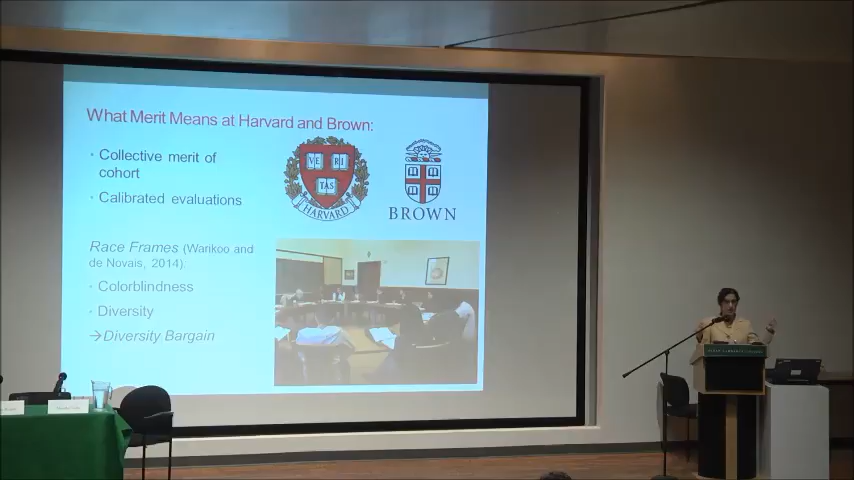 What Merit Means at Harvard and Brown:
· Collective merit of
cohort
· Calibrated evaluations
VE RI
TAS
HARVARD
BROWN
Race Frames (Warikoo and
de Novais, 2014).
· Colorblindness
· Diversity
→Diversity Bargain